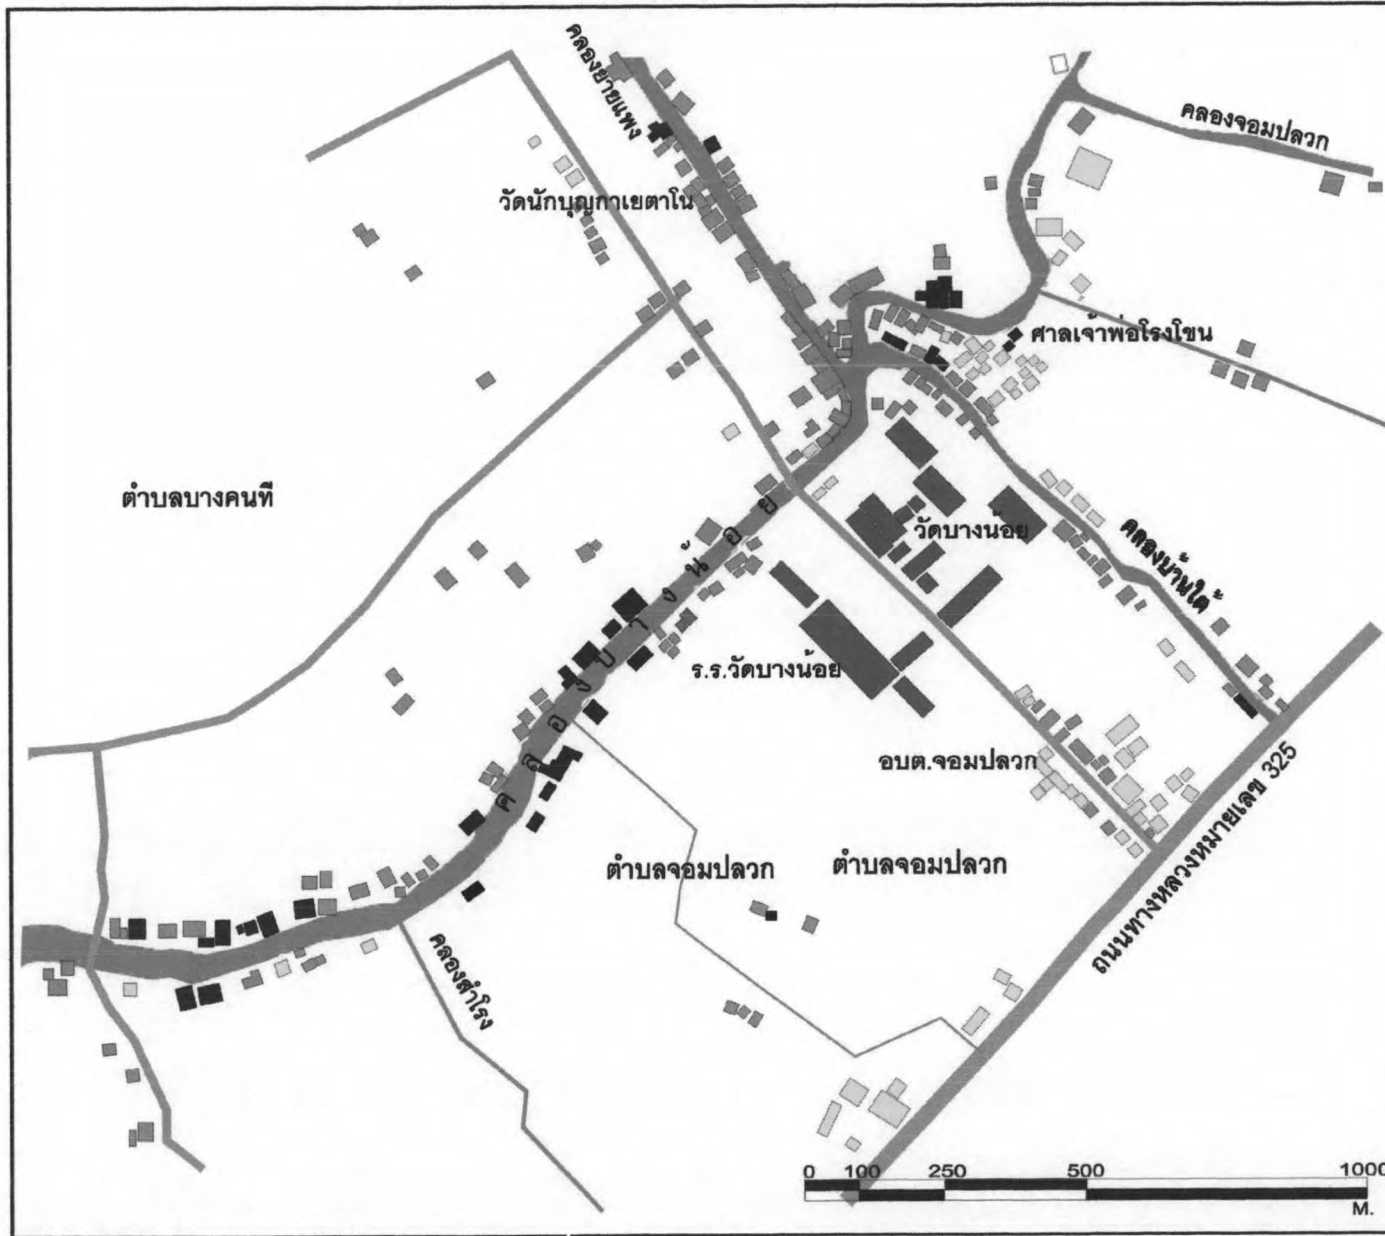 คลองยายแพง
คลองจอมปลวก
วัดนักบุญกาเยตาโน
ศาลเจ้าพ่อโรงโขน
ตำบลบางคนที
คลองบางน้อย
วัดบางน้อย
คลองบ้านใต้
ร.ร.วัดบางน้อย
อบต.จอมปลวก
ถนนทางหลวงหมายเลข 325
ตำบลจอมปลวก ตำบลจอมปลวก
คลองสำโรง
0 100 250 500 1000
M.